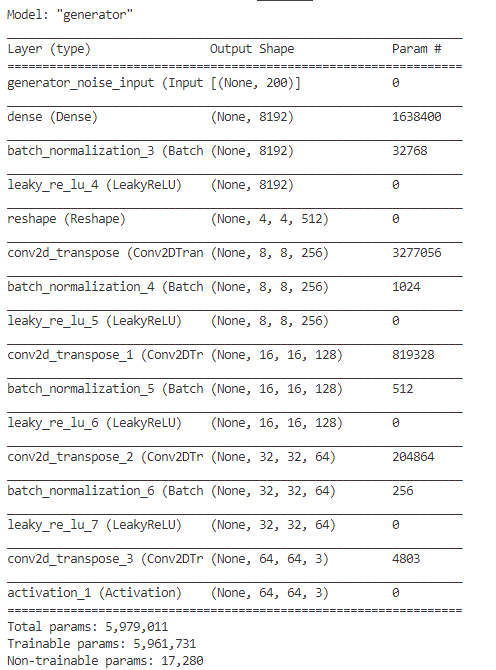 Model: "generator"
Layer (type) Output Shape Param #
generator_noise_input (Input [(None, 200)] 0
dense (Dense) (None, 8192) 1638400
batch_normalization_3 (Batch (None, 8192) 32768
leaky_re_lu_4 (LeakyReLU) (None, 8192) 0
reshape (Reshape) (None, 4, 4, 512) 0
conv2d_transpose (Conv2DTran (None, 8, 8, 256) 3277056
batch_normalization_4 (Batch (None, 8, 8, 256) 1024
leaky_re_lu_5 (LeakyReLU) (None, 8, 8, 256) 0
conv2d_transpose_1 (Conv2DTr (None, 16, 16, 128) 819328
batch_normalization_5 (Batch (None, 16, 16, 128) 512
leaky_re_lu_6 (LeakyReLU) (None, 16, 16, 128) 0
conv2d_transpose_2 (Conv2DTr (None, 32, 32, 64) 204864
batch_normalization_6 (Batch (None, 32, 32, 64) 256
leaky_re_lu_7 (LeakyReLU) (None, 32, 32, 64) 0
conv2d_transpose_3 (Conv2DTr (None, 64, 64, 3) 4803
activation_1 (Activation) (None, 64, 64, 3) 0
Total params: 5,979,011
Trainable params: 5,961,731
Non-trainable params: 17,280